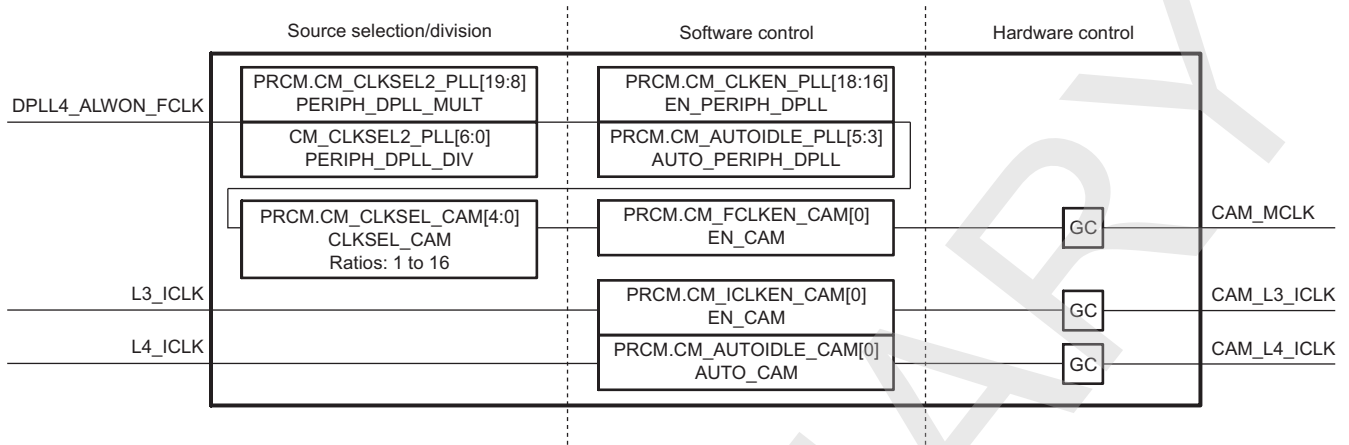 Source selection/division
Software control
Hardware control
PRCM.CM_CLKSEL2_PLL[19:8]
PERIPH_DPLL_MULT
PRCM.CM_CLKEN_PLL[18:16]
EN_PERIPH_DPLL
DPLL4_ALWON_FCLK
CM_CLKSEL2_PLL[6:0]
PERIPH_DPLL_DIV
PRCM.CM_AUTOIDLE_PLL[5:3]
AUTO_PERIPH_DPLL
PRCM.CM_CLKSEL_CAM[4:0]
CLKSEL_CAM
Ratios: 1 to 16
PRCM.CM_FCLKEN_CAM[0]
EN_CAM
GC
CAM_MCLK
L3_ICLK
PRCM.CM_ICLKEN_CAM[0]
EN_CAM
GC
CAM_L3_ICLK
L4_ICLK
PRCM.CM_AUTOIDLE_CAM[0]
AUTO_CAM
GC
CAM_L4_ICLK